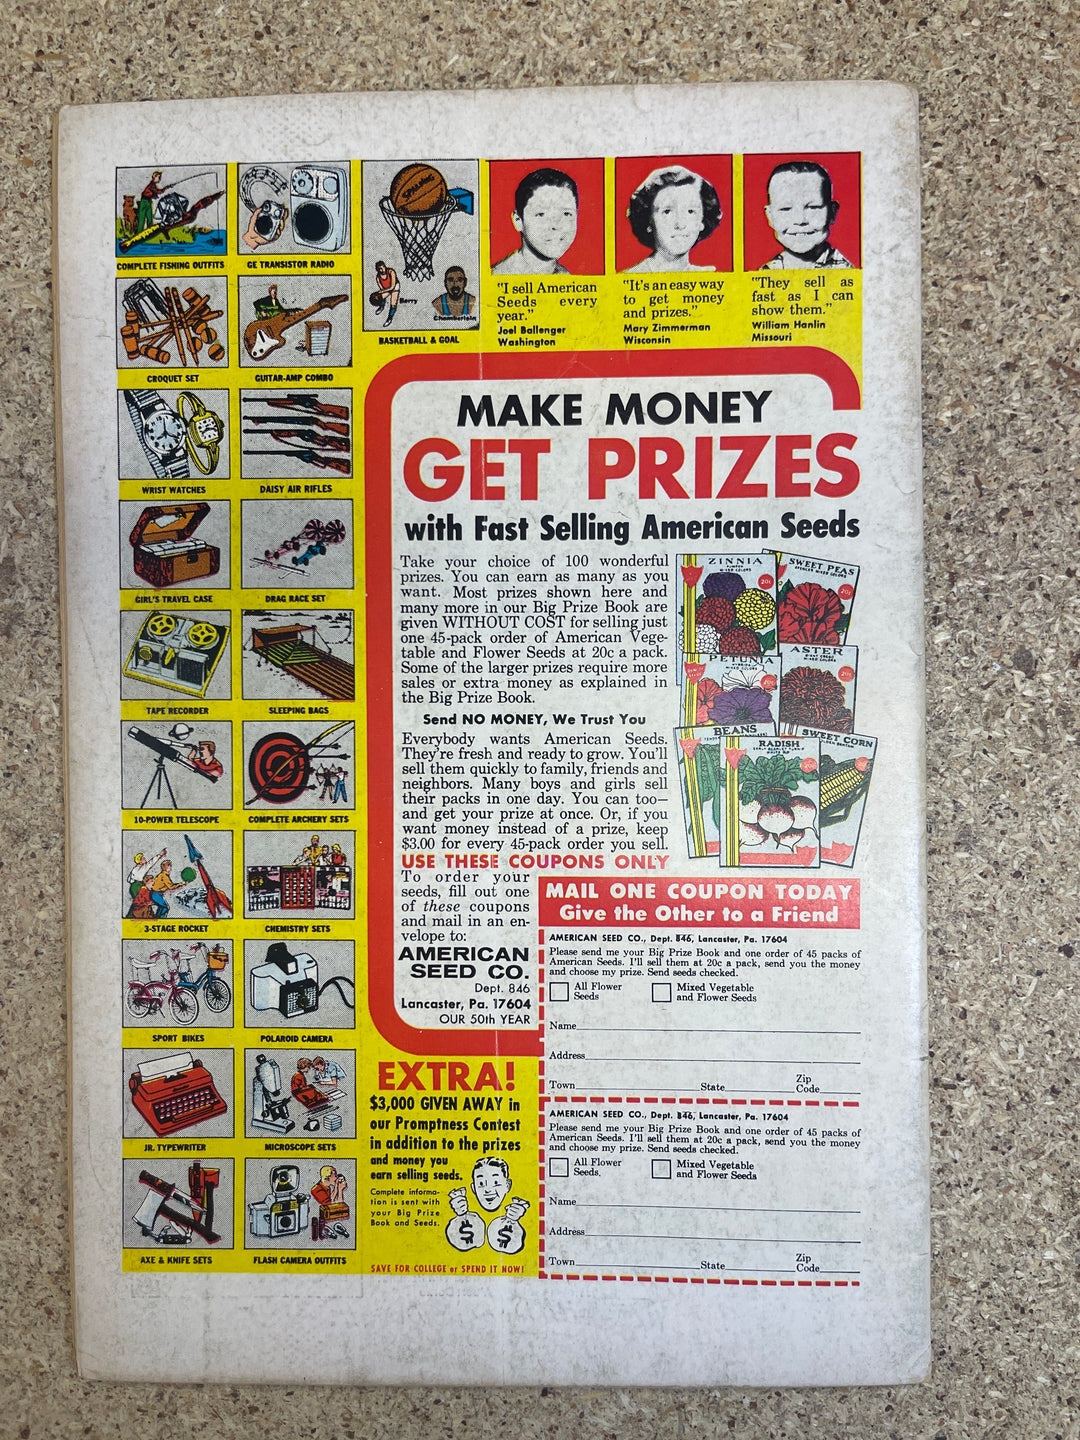 COMPLETE FISHING OUTFITS
GE TRANSISTOR RADIO
SPALDING
Barry
Chamberlain
BASKETBALL & GOAL
CROQUET SET
GUITAR-AMP COMBO
WRIST WATCHES
DAISY AIR RIFLES
GIRL'S TRAVEL CASE
DRAG RACE SET
TAPE RECORDER
SLEEPING BAGS
10-POWER TELESCOPE
COMPLETE ARCHERY SETS
3-STAGE ROCKET
CHEMISTRY SETS
SPORT BIKES
POLAROID CAMERA
JR. TYPEWRITER
MICROSCOPE SETS
AXE & KNIFE SETS
FLASH CAMERA OUTFITS
"I sell American
Seeds every
year."
Joel Ballenger
Washington
"It's an easy way
to get money
and prizes."
Mary Zimmerman
Wisconsin
"They sell as
fast as I can
show them."
William Hanlin
Missouri
MAKE MONEY
GET PRIZES
with Fast Selling American Seeds
Take your choice of 100 wonderful
prizes. You can earn as many as you
want. Most prizes shown here and
many more in our Big Prize Book are
given WITHOUT COST for selling just
one 45-pack order of American Vege-
table and Flower Seeds at 20c a pack.
Some of the larger prizes require more
sales or extra money as explained in
the Big Prize Book.
Send NO MONEY, We Trust You
Everybody wants American Seeds.
They're fresh and ready to grow. You'll
sell them quickly to family, friends and
neighbors. Many boys and girls sell
their packs in one day. You can too—
and get your prize at once. Or, if you
want money instead of a prize, keep
$3.00 for every 45-pack order you sell.
USE THESE COUPONS ONLY
To order your
seeds, fill out one
of these coupons
and mail in an en-
velope to:
AMERICAN
SEED CO.
Dept. 846
Lancaster, Pa. 17604
OUR 50th YEAR
ZINNIA
MIXED COLORS
20c
SWEET PEAS
MIXED COLORS
20c
PETUNIA
20c
ASTER
MIXED COLORS
20c
BEANS
SWEET CORN
RADISH
MAIL ONE COUPON TODAY
Give the Other to a Friend
AMERICAN SEED CO., Dept. 846, Lancaster, Pa. 17604
Please send me your Big Prize Book and one order of 45 packs of
American Seeds. I'll sell them at 20c a pack, send you the money
and choose my prize. Send seeds checked.
All Flower
Seeds
Mixed Vegetable
and Flower Seeds
Name
Address
Town State Zip
Code
AMERICAN SEED CO., Dept. 846, Lancaster, Pa. 17604
Please send me your Big Prize Book and one order of 45 packs of
American Seeds. I'll sell them at 20c a pack, send you the money
and choose my prize. Send seeds checked.
All Flower
Seeds.
Mixed Vegetable
and Flower Seeds
Name
Address
Town State Zip
Code
EXTRA!
$3,000 GIVEN AWAY in
our Promptness Contest
in addition to the prizes
and money you
earn selling seeds.
Complete informa-
tion is sent with
your Big Prize
Book and Seeds.
$ $
SAVE FOR COLLEGE or SPEND IT NOW!